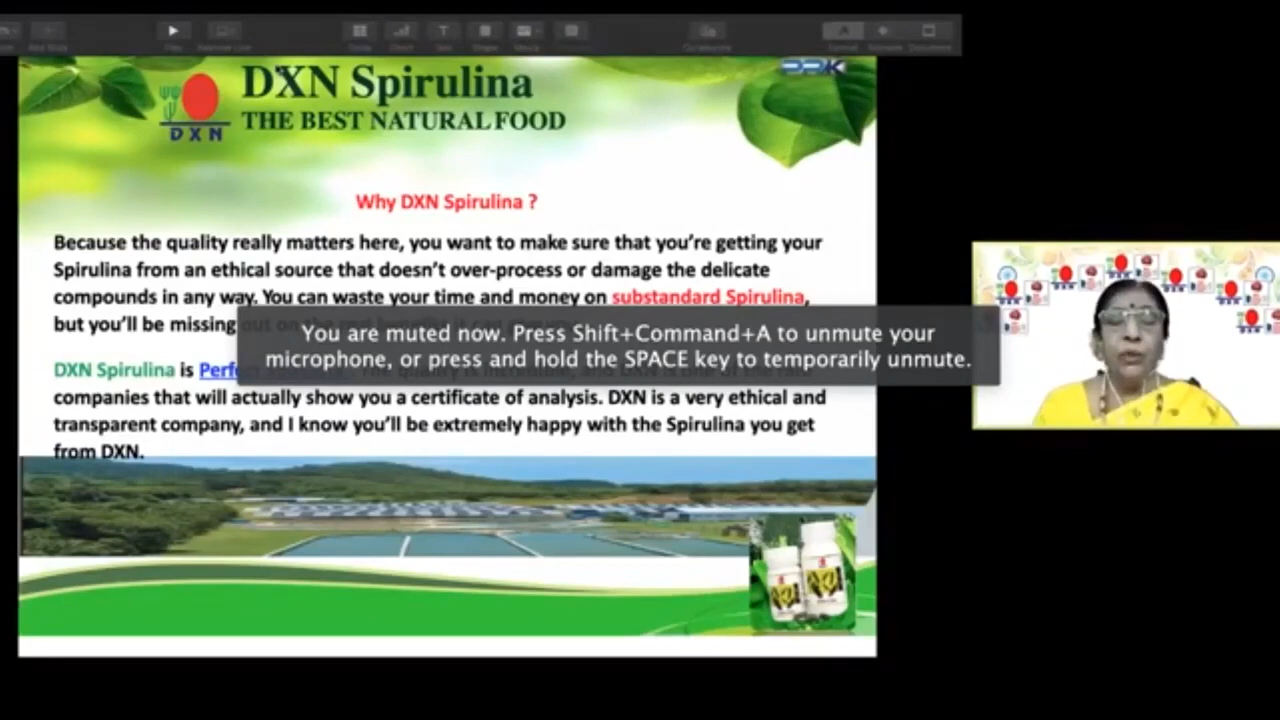 DXN Spirulina
THE BEST NATURAL FOOD
DXN
Why DXN Spirulina ?
Because the quality really matters here, you want to make sure that you're getting your
Spirulina from an ethical source that doesn't over-process or damage the delicate
compounds in any way. You can waste your time and money on substandard Spirulina,
but you'll be missing
You are muted now. Press Shift+Command+A to unmute your
microphone, or press and hold the SPACE key to temporarily unmute.
DXN Spirulina is
companies that will actually show you a certificate of analysis. DXN is a very ethical and
transparent company, and I know you'll be extremely happy with the Spirulina you get
from DXN.